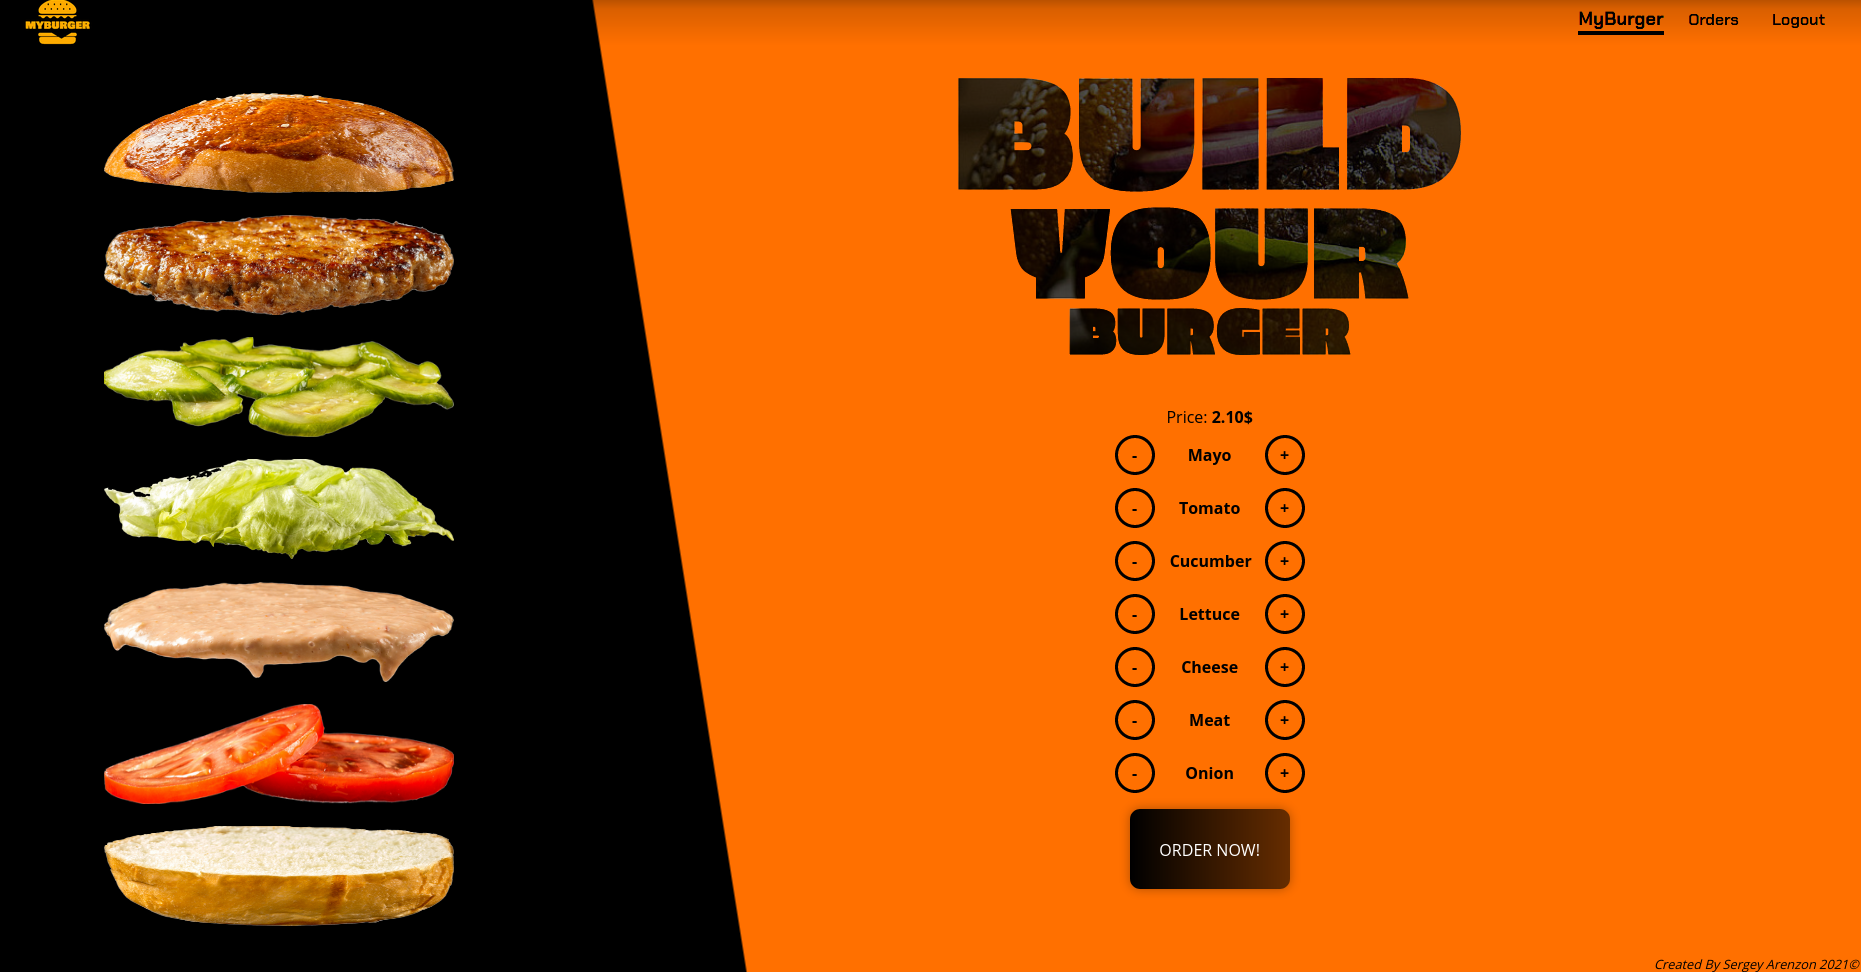 MYBURGER
MyBurger Orders Logout
BUILD
YOUR
BURGER
Price: 2.10$
- Mayo +
- Tomato +
- Cucumber +
- Lettuce +
- Cheese +
- Meat +
- Onion +
ORDER NOW!
Created By Sergey Arenzon 2021©